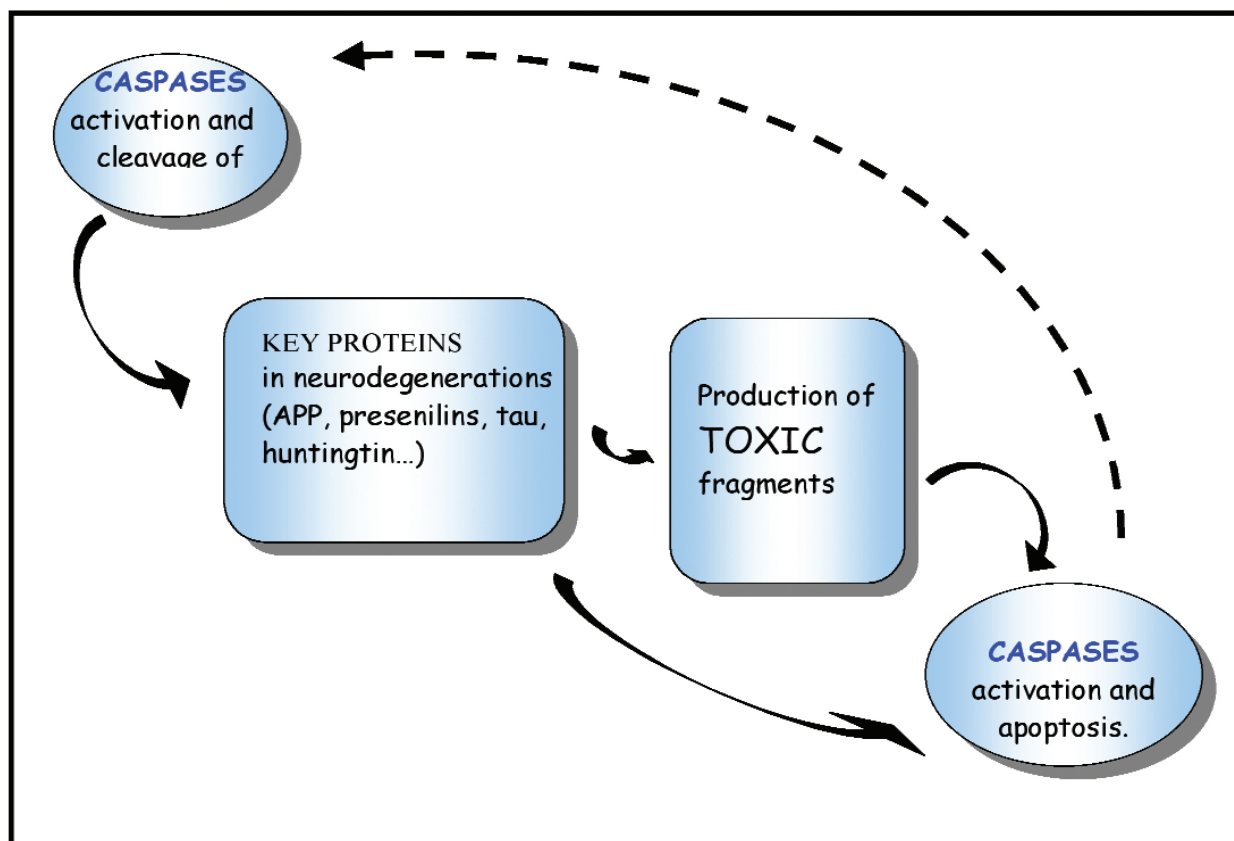 CASPASES
activation and
cleavage of
KEY PROTEINS
in neurodegenerations
(APP, presenilins, tau,
huntingtin…)
Production of
TOXIC
fragments
CASPASES
activation and
apoptosis.